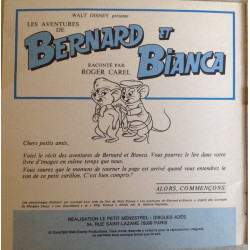 WALT DISNEY présente
LES AVENTURES DE
BERNARD ET BIANCA
RACONTÉ PAR
ROGER CAREL
Chers petits amis,
Voici le récit des aventures de Bernard et Bianca. Vous pourrez le lire dans votre
livre d'images en même temps que moi.
Vous saurez que le moment de tourner la page est arrivé quand vous entendrez le
son de ce petit carillon. C'est bien compris?
ALORS, COMMENÇONS.
RÉALISATION LE PETIT MÉNESTREL - DISQUES ADÈS
54, RUE SAINT-LAZARE 75009 PARIS